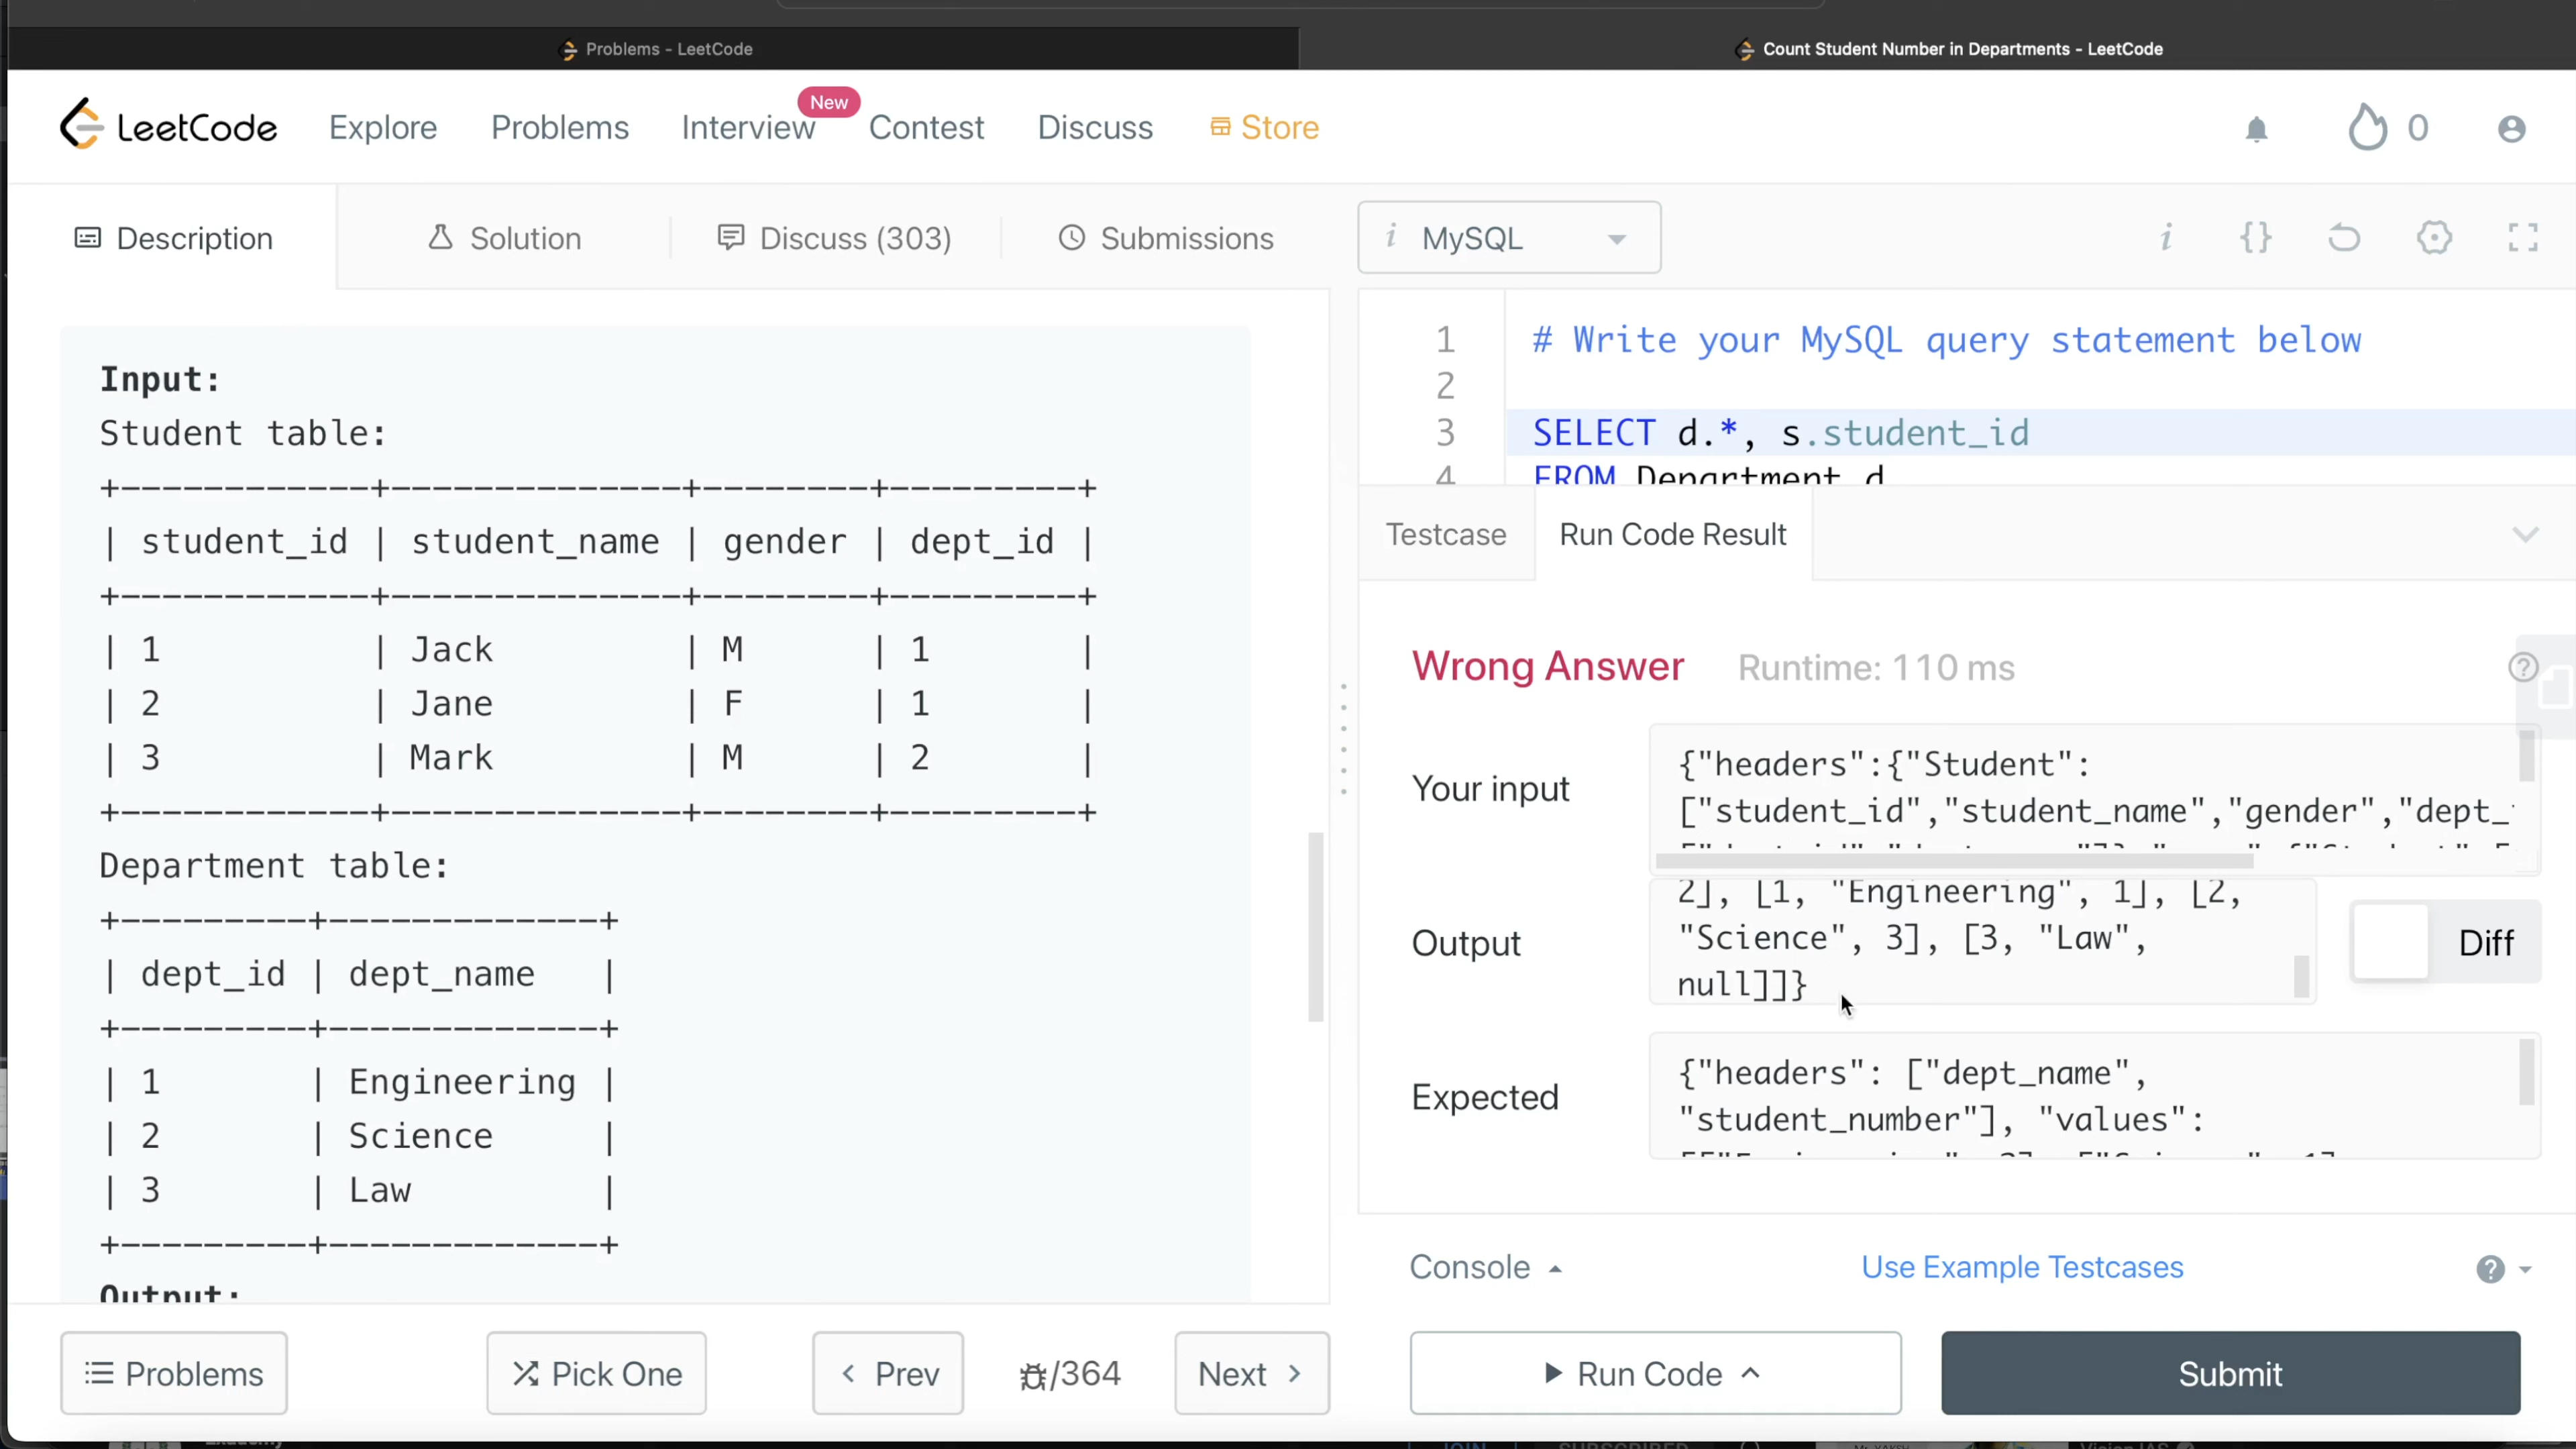 Problems - LeetCode
Count Student Number in Departments - LeetCode
LeetCode
Explore
Problems
Interview
New
Contest
Discuss
Store
0
Description
Solution
Discuss (303)
Submissions
i MySQL
i {}
Input:
Student table:
+------------+--------------+--------+---------+
| student_id | student_name | gender | dept_id |
+------------+--------------+--------+---------+
| 1 | Jack | M | 1 |
| 2 | Jane | F | 1 |
| 3 | Mark | M | 2 |
+------------+--------------+--------+---------+
Department table:
+---------+-------------+
| dept_id | dept_name |
+---------+-------------+
| 1 | Engineering |
| 2 | Science |
| 3 | Law |
+---------+-------------+
Output:
1 # Write your MySQL query statement below
2
3 SELECT d.*, s.student_id
4 FROM Department d
Testcase
Run Code Result
Wrong Answer
Runtime: 110 ms
Your input
{"headers":{"Student":
["student_id","student_name","gender","dept_
Output
2], [1, "Engineering", 1], [2,
"Science", 3], [3, "Law",
null]]}
Diff
Expected
{"headers": ["dept_name",
"student_number"], "values":
Console
Use Example Testcases
Problems
Pick One
Prev
/364
Next
Run Code
Submit